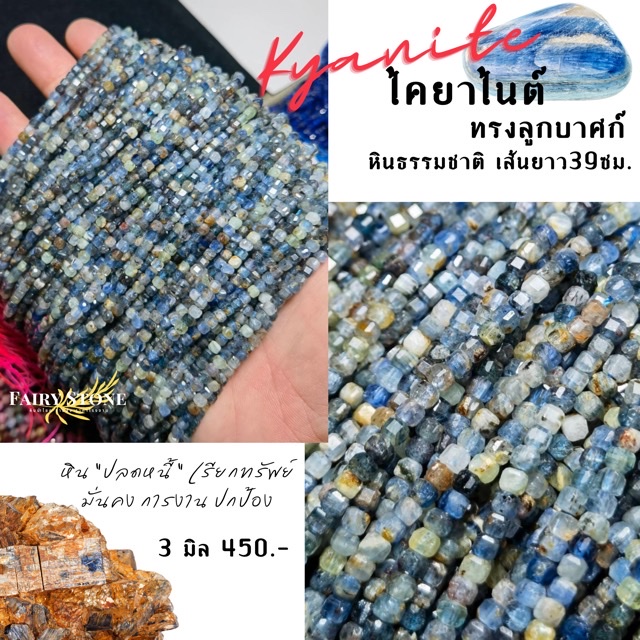 Kyanite
ไคยาไนต์
ทรงลูกบาศก์
หินธรรมชาติ เส้นยาว39ซม.
FAIRY STONE
หิน "ปลดหนี้" เรียกทรัพย์
มั่นคง การงาน ปกป้อง
3 มิล 450.-